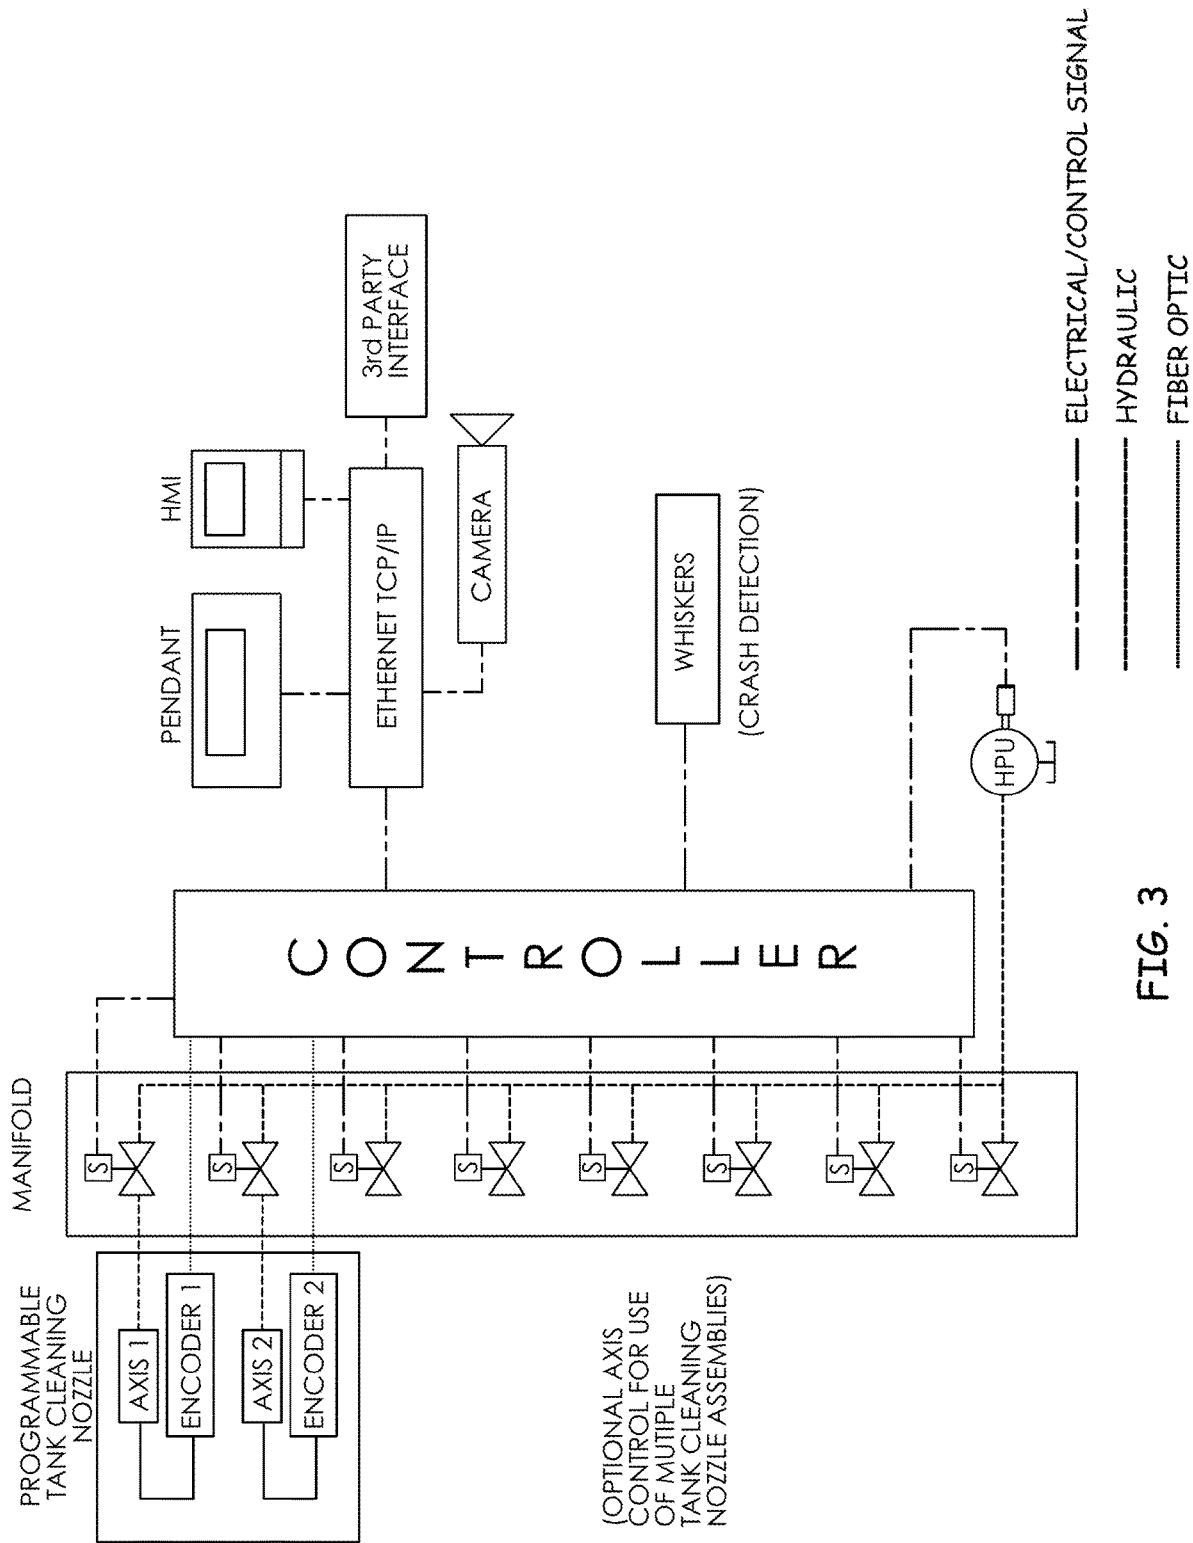 PROGRAMMABLE
TANK CLEANING
NOZZLE
AXIS 1
ENCODER 1
AXIS 2
ENCODER 2
(OPTIONAL AXIS
CONTROL FOR USE
OF MUTIPLE
TANK CLEANING
NOZZLE ASSEMBLIES)
MANIFOLD
S
S
S
S
S
S
S
S
CONTROLLER
PENDANT
HMI
ETHERNET TCP/IP
3rd PARTY
INTERFACE
CAMERA
WHISKERS
(CRASH DETECTION)
HPU
ELECTRICAL/CONTROL SIGNAL
HYDRAULIC
FIBER OPTIC
FIG. 3